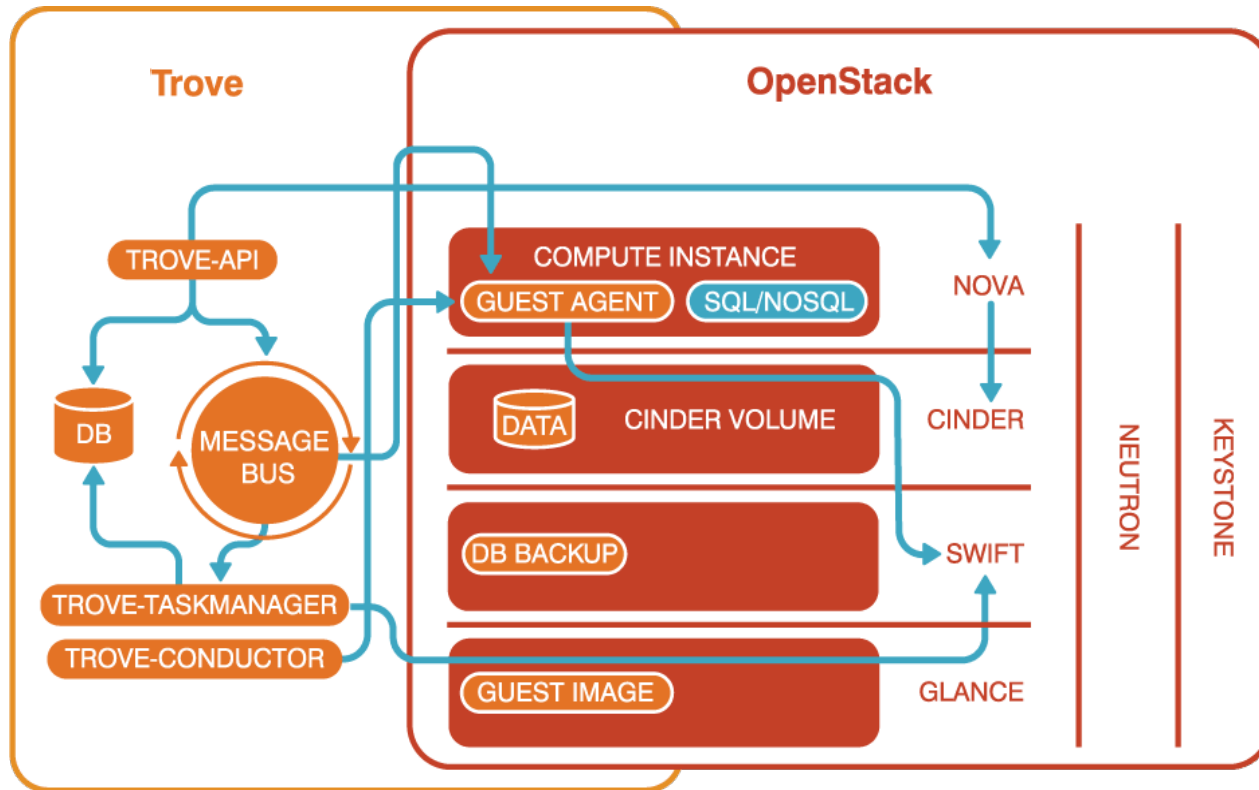 Trove
OpenStack
TROVE-API
COMPUTE INSTANCE
GUEST AGENT
SQL/NOSQL
NOVA
DB
MESSAGE
BUS
DATA
CINDER VOLUME
CINDER
DB BACKUP
SWIFT
TROVE-TASKMANAGER
TROVE-CONDUCTOR
GUEST IMAGE
GLANCE
NEUTRON
KEYSTONE